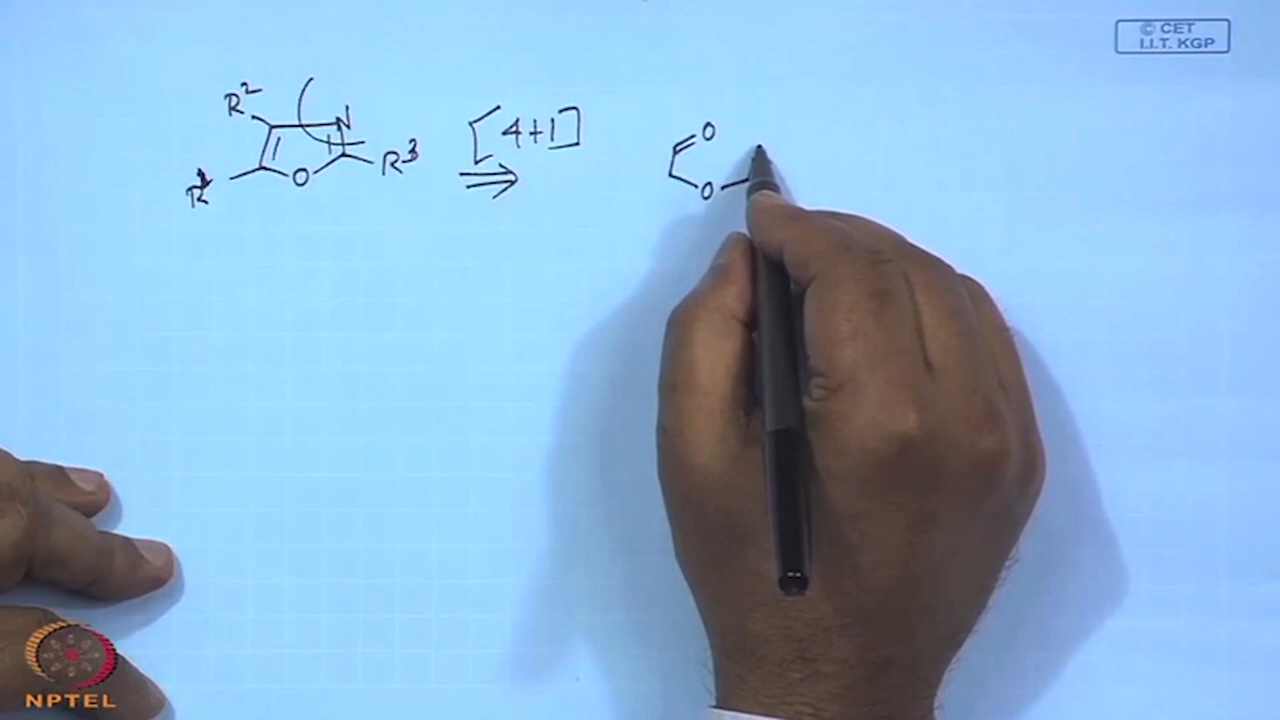 © CET
I.I.T. KGP
R²
N
[4+1]
O
R³
R¹
O
O
NPTEL